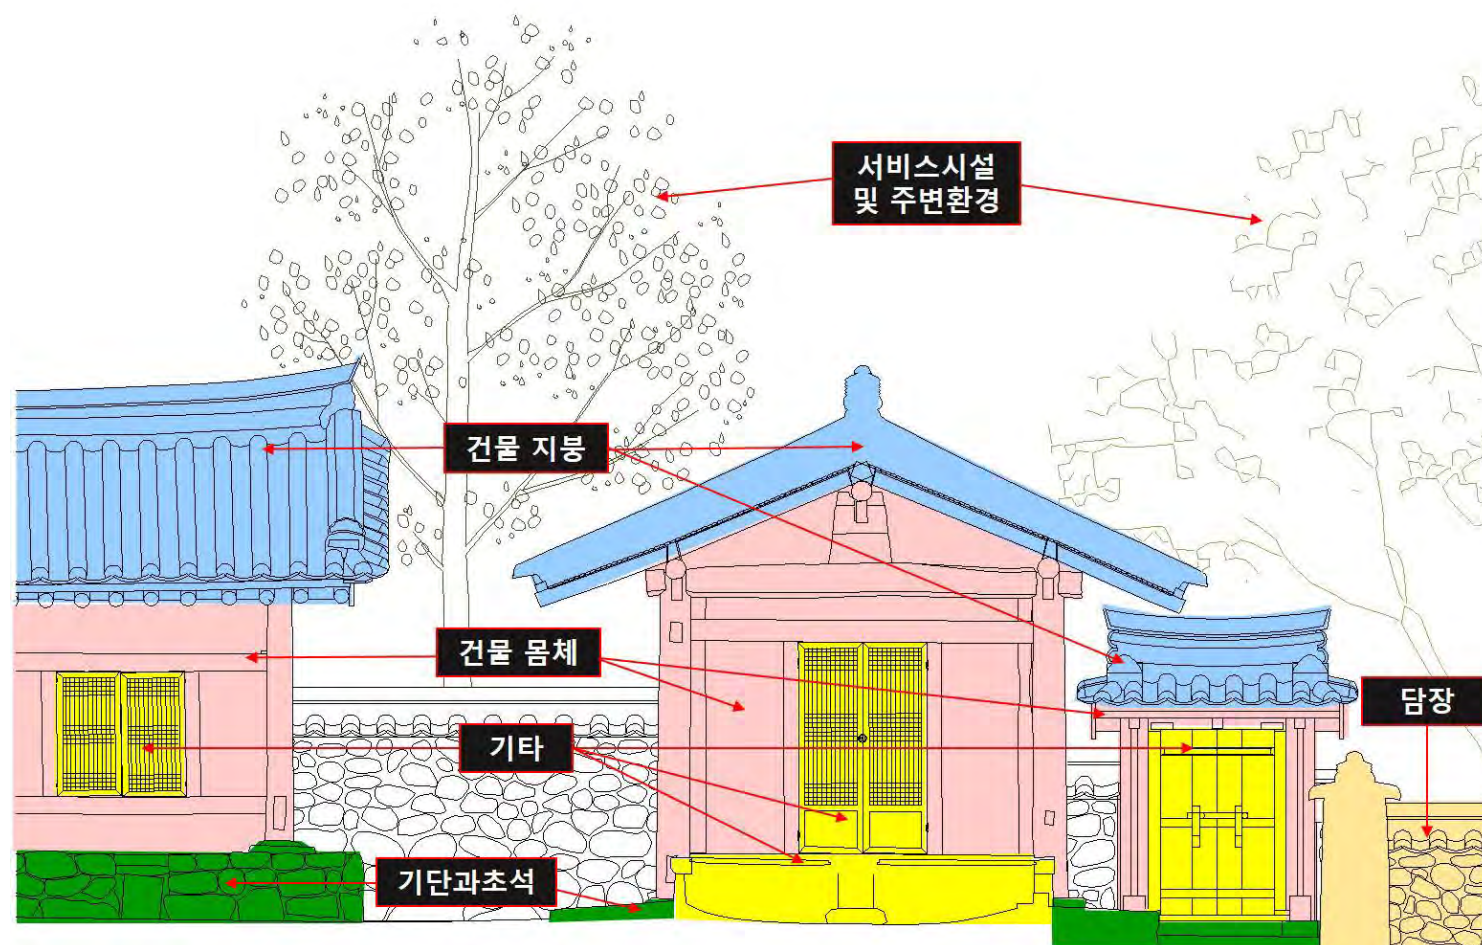 서비스시설
및 주변환경
건물 지붕
건물 몸체
담장
기타
기단과초석